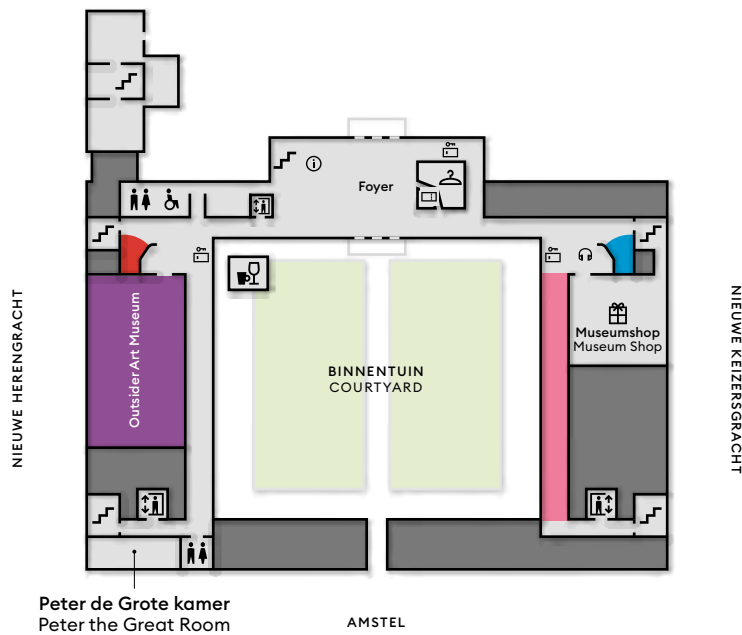 Foyer
i
NIEUWE HERENGRACHT
Outsider Art Museum
BINNENTUIN
COURTYARD
Museumshop
Museum Shop
NIEUWE KEIZERSGRACHT
Peter de Grote kamer
Peter the Great Room
AMSTEL